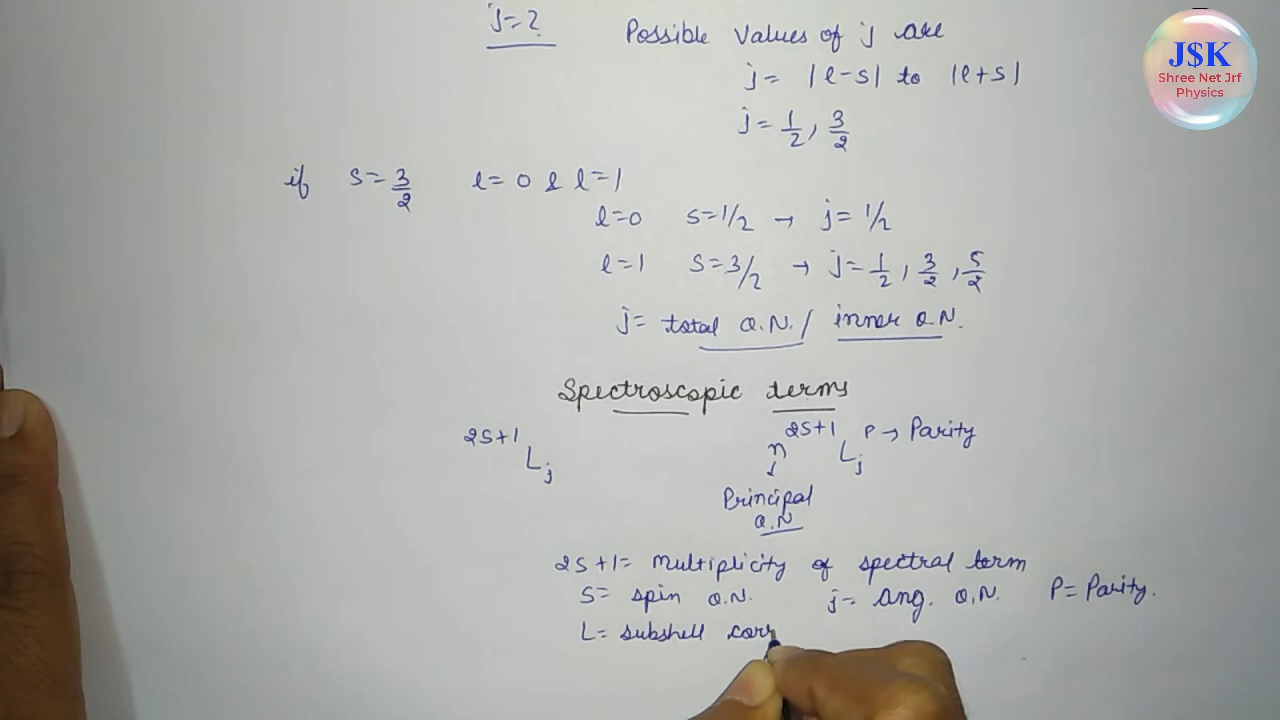 j=?
Possible Values of j are
j= |l-s| to |l+s|
j= 1/2, 3/2
if s=3/2 l=0 & l=1
l=0 s=1/2 → j= 1/2
l=1 s=3/2 → j=1/2, 3/2, 5/2
j= total Q.N./ inner Q.N.
Spectroscopic terms
2S+1 Lj
n 2S+1 Lj P → Parity
Principal
Q.N
2S+1= multiplicity of spectral term
S= spin Q.N. j= ang. Q.N. P= Parity.
L= subshell corr
J$K
Shree Net Jrf
Physics